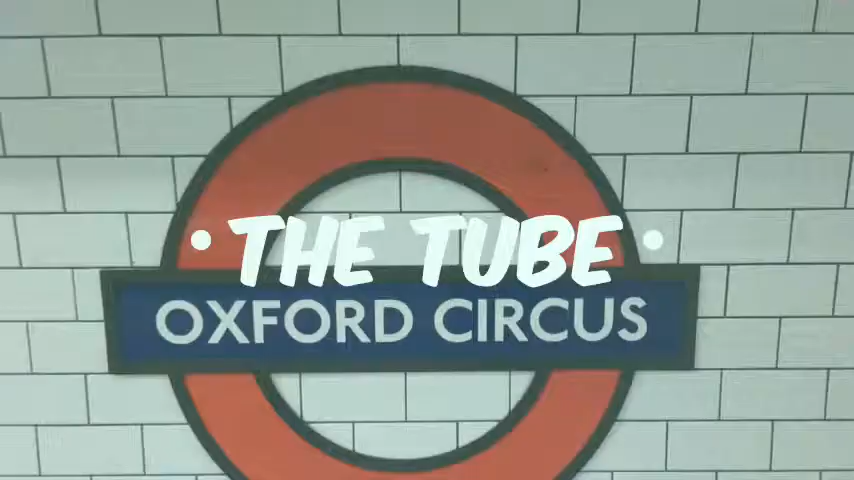 • THE TUBE •
OXFORD CIRCUS